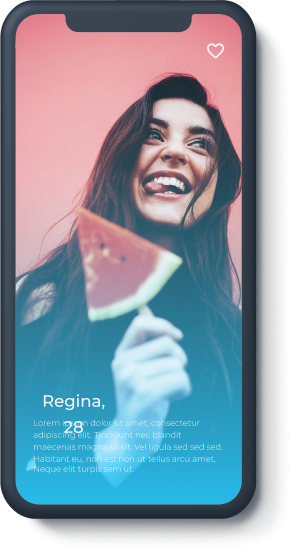 Regina,
28
Lorem ipsum dolor sit amet, consectetur
adipiscing elit. Tincidunt nec blandit
maecenas magna sit sit. Vel ligula sed sed sed.
Habitant eu, non est non ut tellus arcu amet.
Neque elit turpis sem ut.